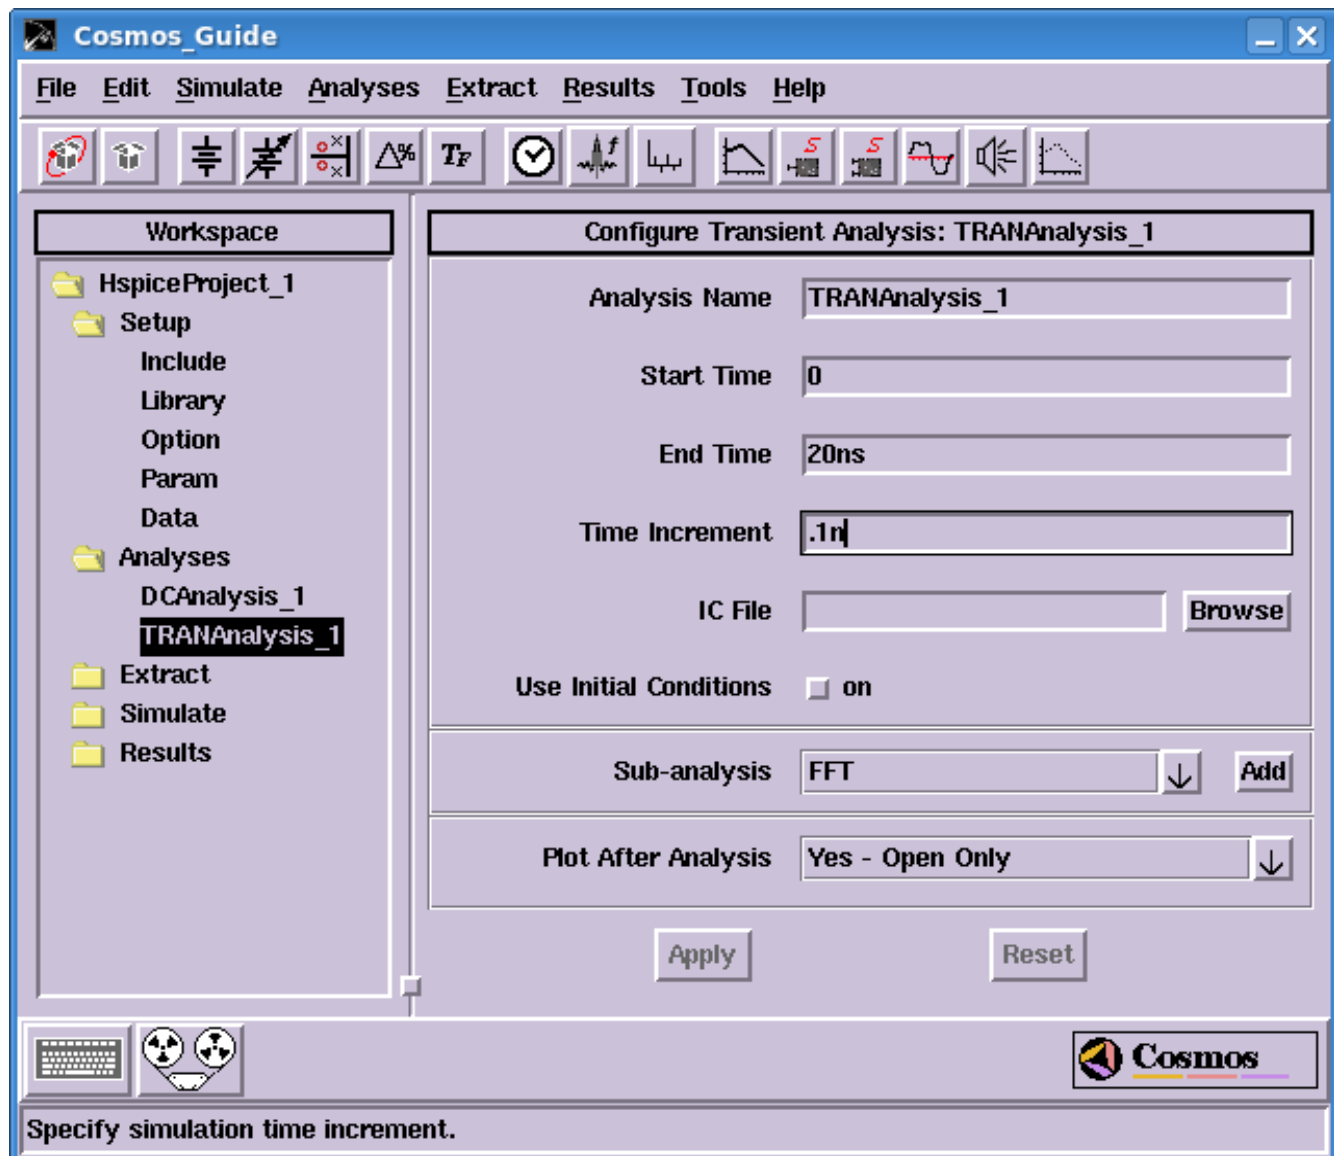 Cosmos_Guide
File Edit Simulate Analyses Extract Results Tools Help
Δ% TF f S S
Workspace
HspiceProject_1
Setup
Include
Library
Option
Param
Data
Analyses
DCAnalysis_1
TRANAnalysis_1
Extract
Simulate
Results
Configure Transient Analysis: TRANAnalysis_1
Analysis Name TRANAnalysis_1
Start Time 0
End Time 20ns
Time Increment .1n
IC File Browse
Use Initial Conditions on
Sub-analysis FFT Add
Plot After Analysis Yes - Open Only
Apply Reset
Cosmos
Specify simulation time increment.